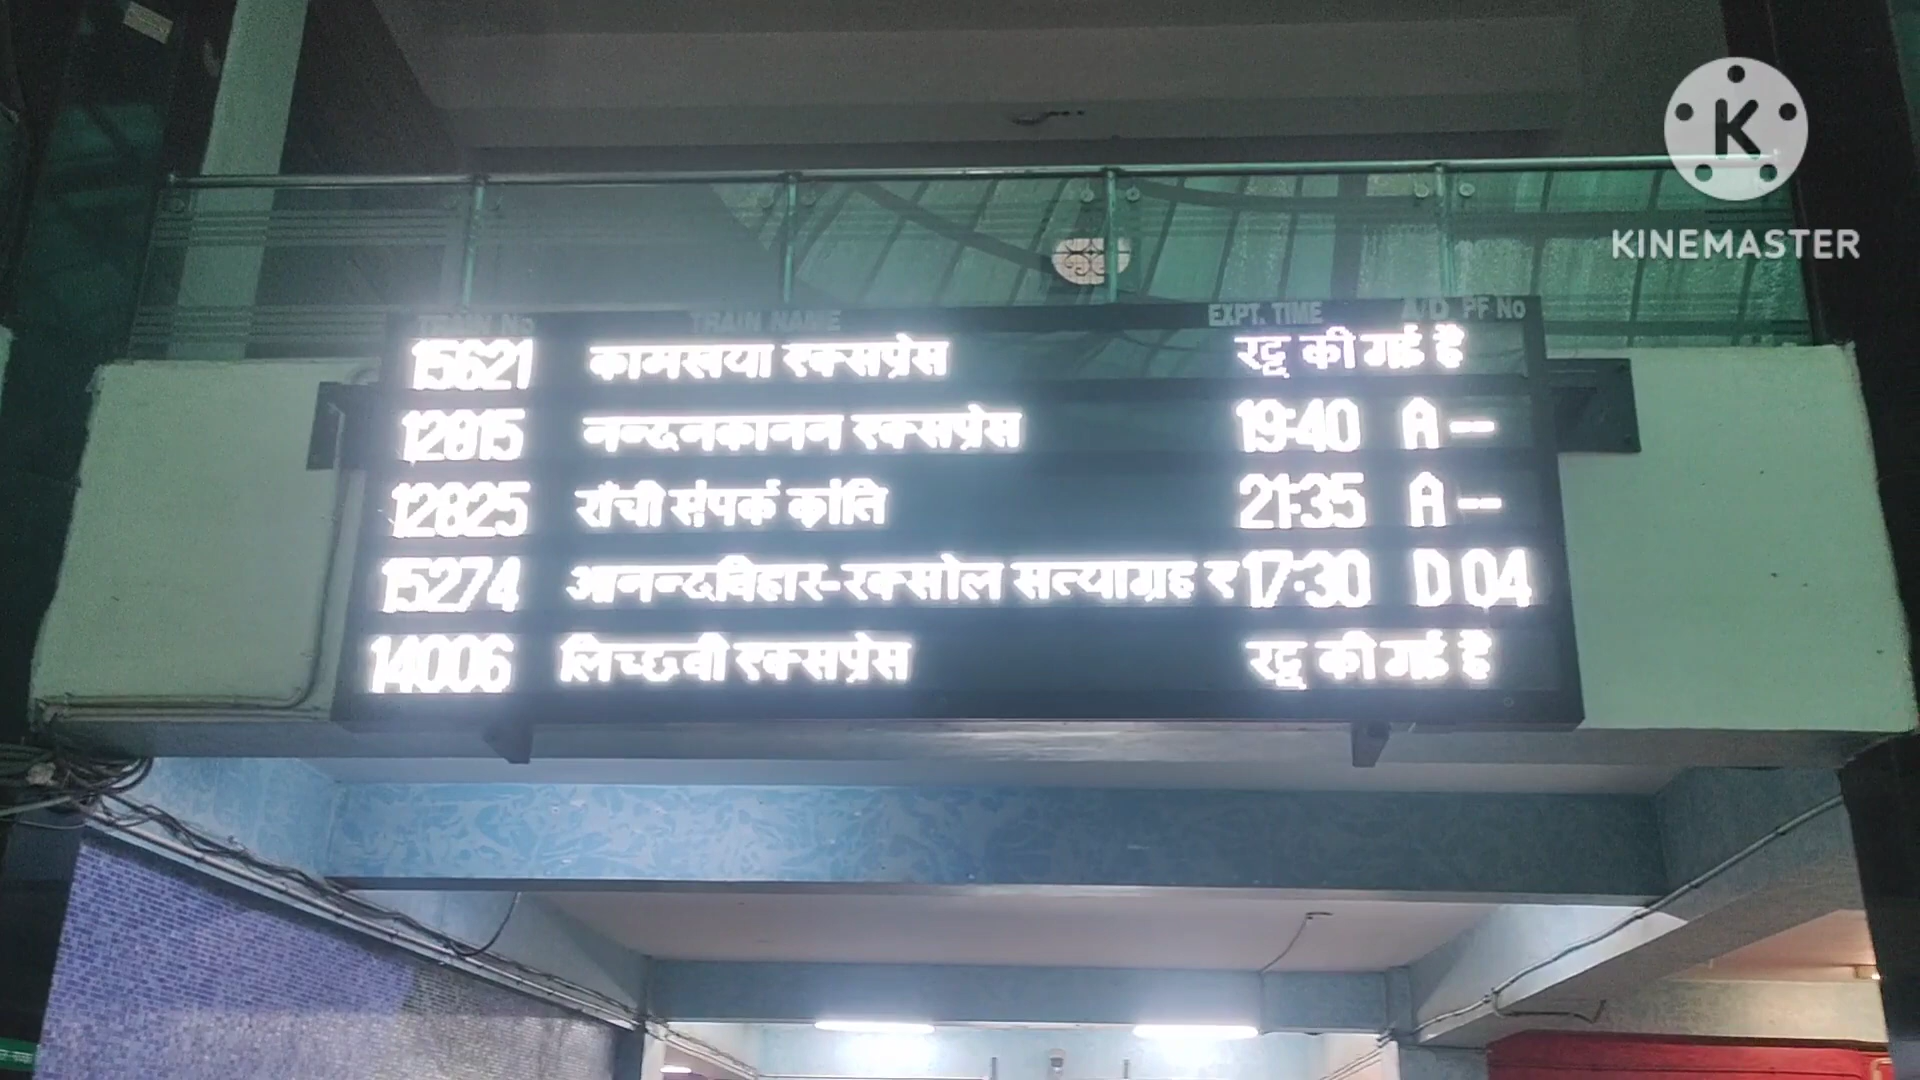 K
KINEMASTER
TRAIN No TRAIN NAME EXPT. TIME A/D PF No
15621 कामख्या एक्सप्रेस रद्द की गई है
12815 नन्दनकानन एक्सप्रेस 19:40 A --
12825 रांची संपर्क क्रांति 21:35 A --
15274 आनन्दविहार-रक्सोल सत्याग्रह ए 17:30 D 04
14006 लिच्छवी एक्सप्रेस रद्द की गई है